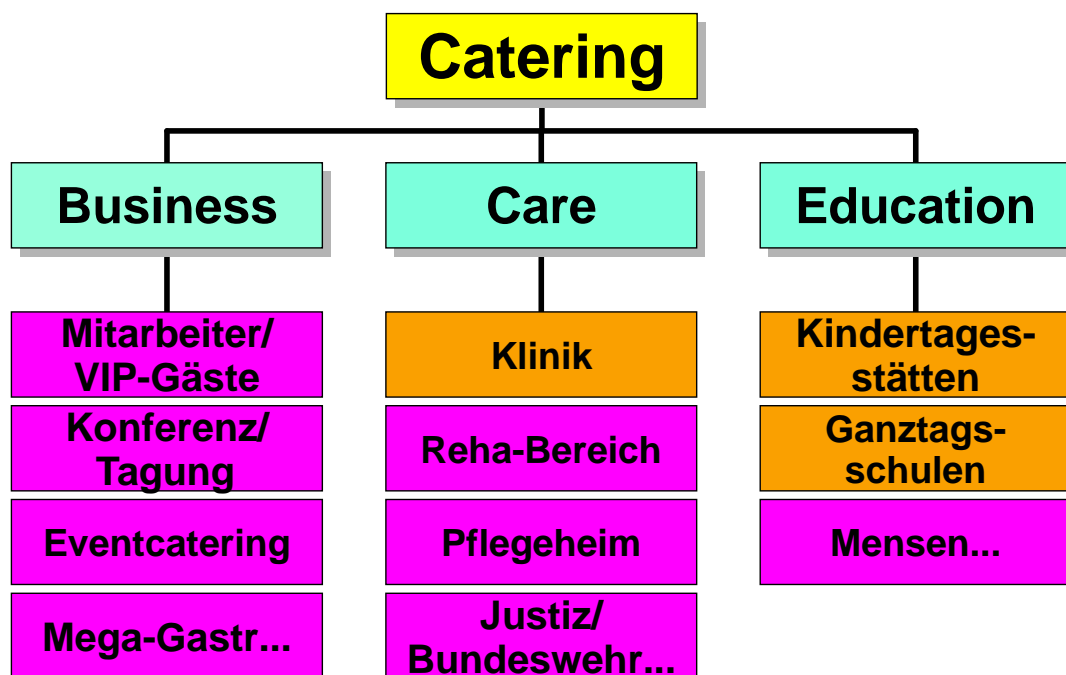 Catering
Business
Care
Education
Mitarbeiter/
VIP-Gäste
Konferenz/
Tagung
Eventcatering
Mega-Gastr...
Klinik
Reha-Bereich
Pflegeheim
Justiz/
Bundeswehr...
Kindertages-
stätten
Ganztags-
schulen
Mensen...